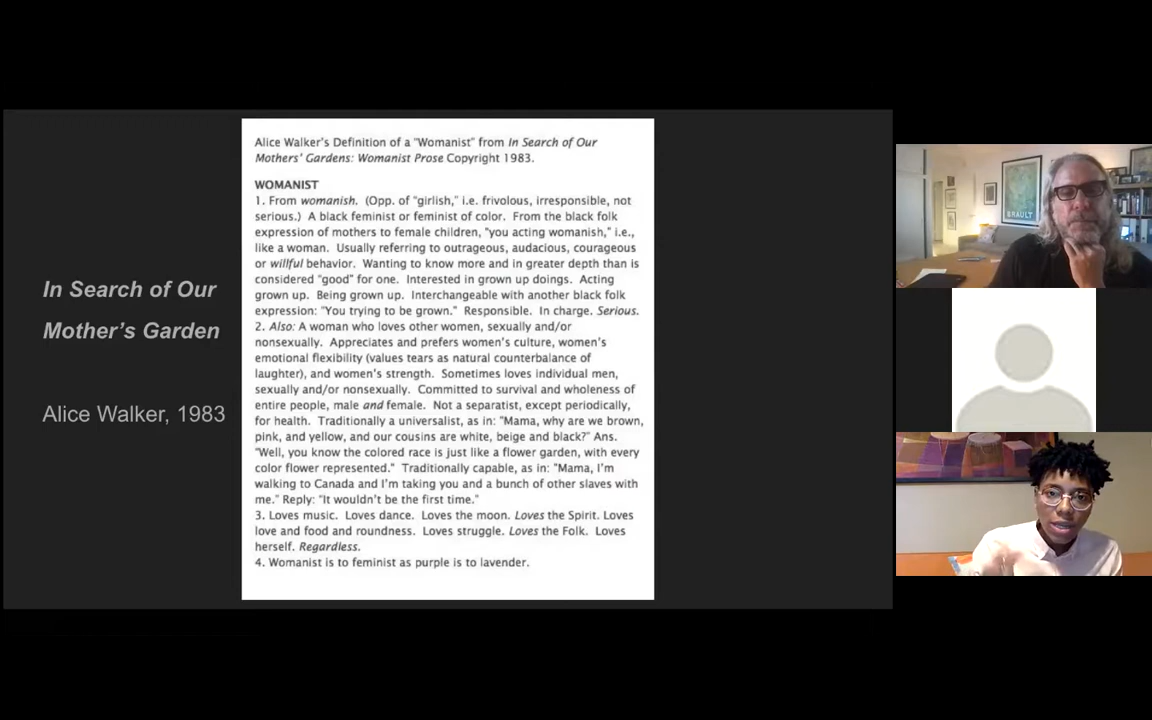 In Search of Our
Mother's Garden
Alice Walker, 1983
Alice Walker's Definition of a "Womanist" from In Search of Our
Mothers' Gardens: Womanist Prose Copyright 1983.
WOMANIST
1. From womanish. (Opp. of "girlish," i.e. frivolous, irresponsible, not
serious.) A black feminist or feminist of color. From the black folk
expression of mothers to female children, "you acting womanish," i.e.,
like a woman. Usually referring to outrageous, audacious, courageous
or willful behavior. Wanting to know more and in greater depth than is
considered "good" for one. Interested in grown up doings. Acting
grown up. Being grown up. Interchangeable with another black folk
expression: "You trying to be grown." Responsible. In charge. Serious.
2. Also: A woman who loves other women, sexually and/or
nonsexually. Appreciates and prefers women's culture, women's
emotional flexibility (values tears as natural counterbalance of
laughter), and women's strength. Sometimes loves individual men,
sexually and/or nonsexually. Committed to survival and wholeness of
entire people, male and female. Not a separatist, except periodically,
for health. Traditionally a universalist, as in: "Mama, why are we brown,
pink, and yellow, and our cousins are white, beige and black?" Ans.
"Well, you know the colored race is just like a flower garden, with every
color flower represented." Traditionally capable, as in: "Mama, I'm
walking to Canada and I'm taking you and a bunch of other slaves with
me." Reply: "It wouldn't be the first time."
3. Loves music. Loves dance. Loves the moon. Loves the Spirit. Loves
love and food and roundness. Loves struggle. Loves the Folk. Loves
herself. Regardless.
4. Womanist is to feminist as purple is to lavender.
BRAULT